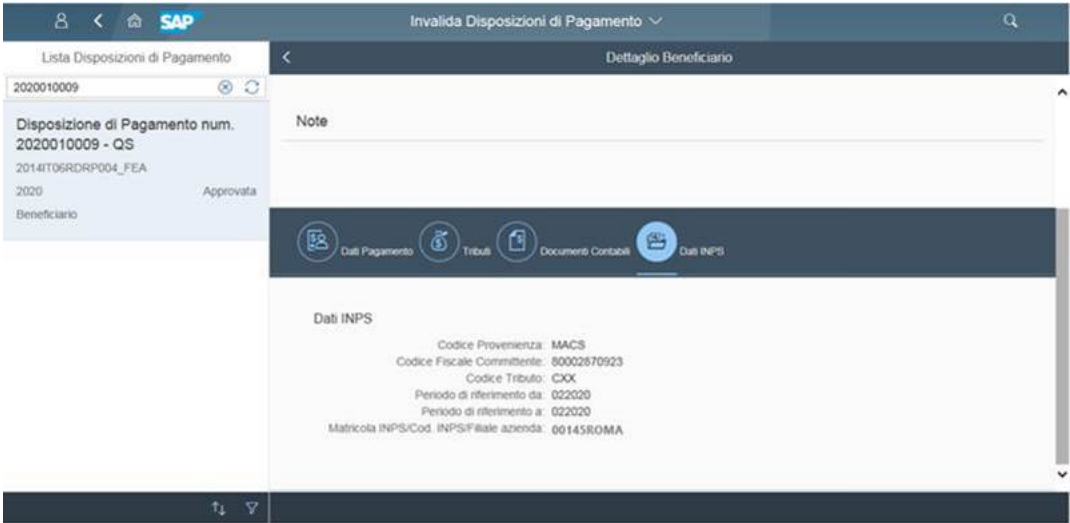 SAP
Invalida Disposizioni di Pagamento
Lista Disposizioni di Pagamento
Dettaglio Beneficiario
2020010009
Disposizione di Pagamento num.
2020010009 - QS
2014IT06RDRP004_FEA
2020 Approvata
Beneficiario
Note
Dati Pagamento
Tributi
Documenti Contabili
Dati INPS
Dati INPS
Codice Provenienza: MACS
Codice Fiscale Committente: 80002870923
Codice Tributo: CXX
Periodo di riferimento da: 022020
Periodo di riferimento a: 022020
Matricola INPS/Cod. INPS/Filiale azienda: 00145ROMA